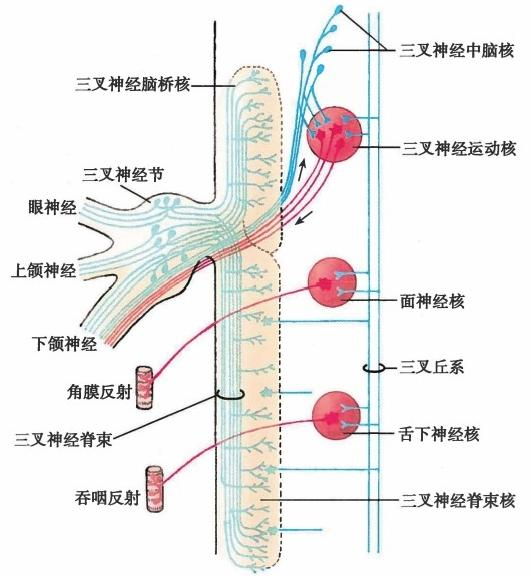 三叉神经中脑核
三叉神经脑桥核
三叉神经运动核
三叉神经节
眼神经
上颌神经
面神经核
下颌神经
三叉丘系
角膜反射
三叉神经脊束
舌下神经核
吞咽反射
三叉神经脊束核